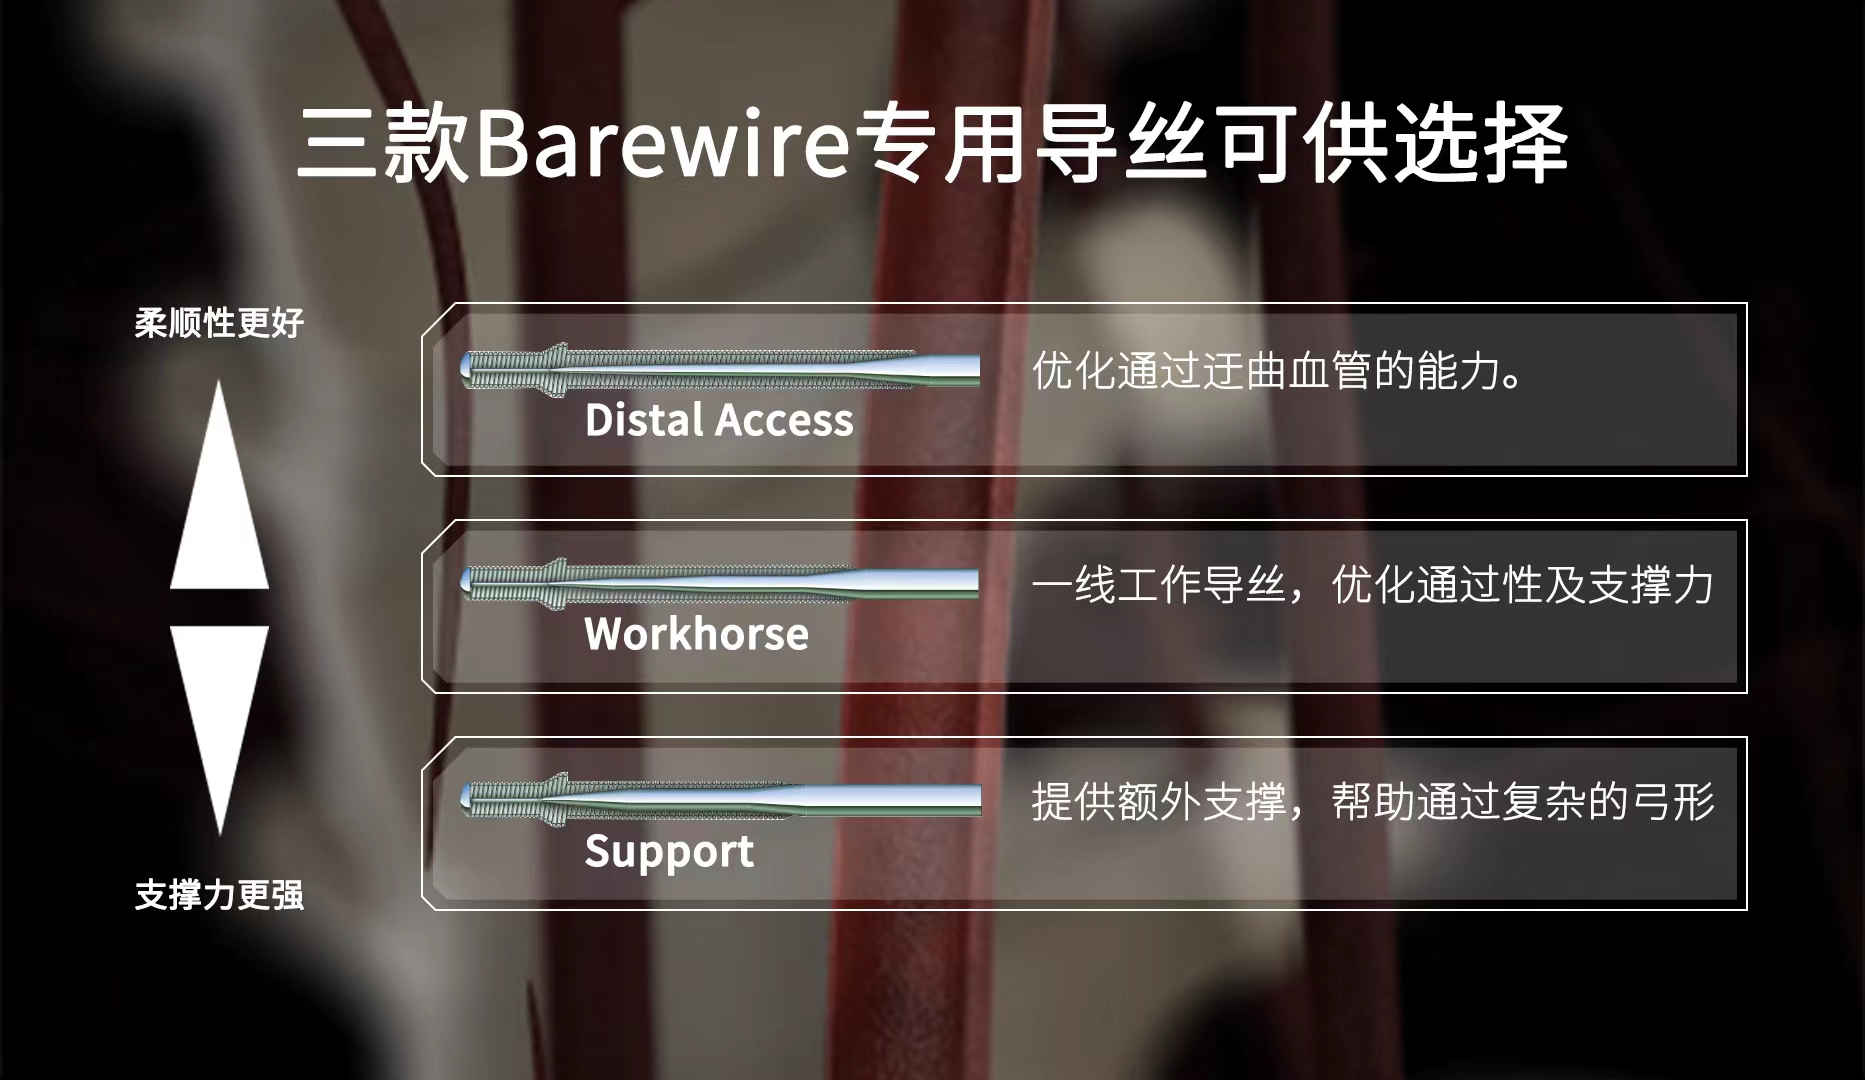 三款Barewire专用导丝可供选择
柔顺性更好
Distal Access
优化通过迂曲血管的能力。
Workhorse
一线工作导丝，优化通过性及支撑力
Support
提供额外支撑，帮助通过复杂的弓形
支撑力更强